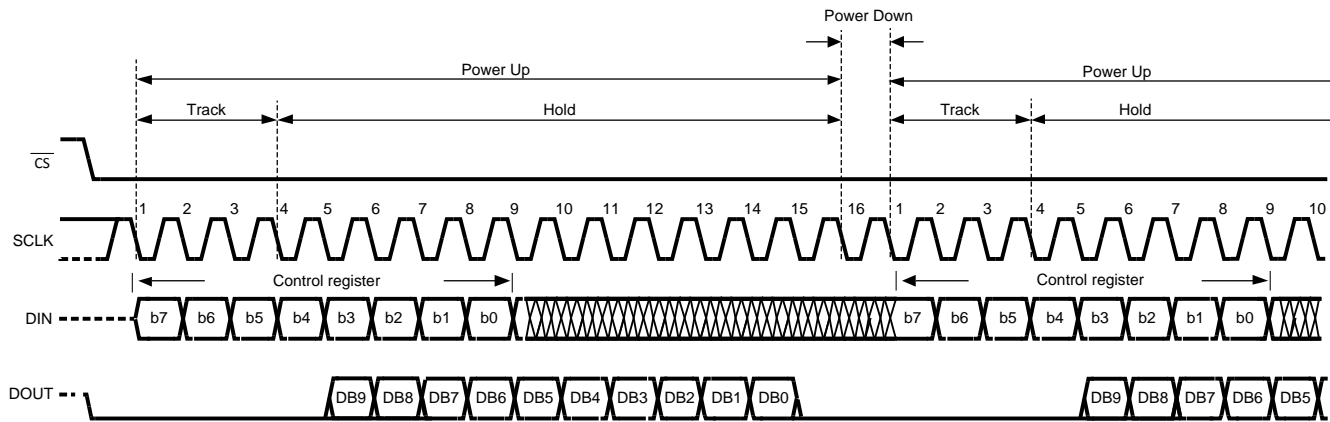 Power Down
Power Up Power Up
Track Hold Track Hold
CS
1 2 3 4 5 6 7 8 9 10 11 12 13 14 15 16 1 2 3 4 5 6 7 8 9 10
SCLK
Control register Control register
DIN b7 b6 b5 b4 b3 b2 b1 b0 b7 b6 b5 b4 b3 b2 b1 b0
DOUT DB9 DB8 DB7 DB6 DB5 DB4 DB3 DB2 DB1 DB0 DB9 DB8 DB7 DB6 DB5